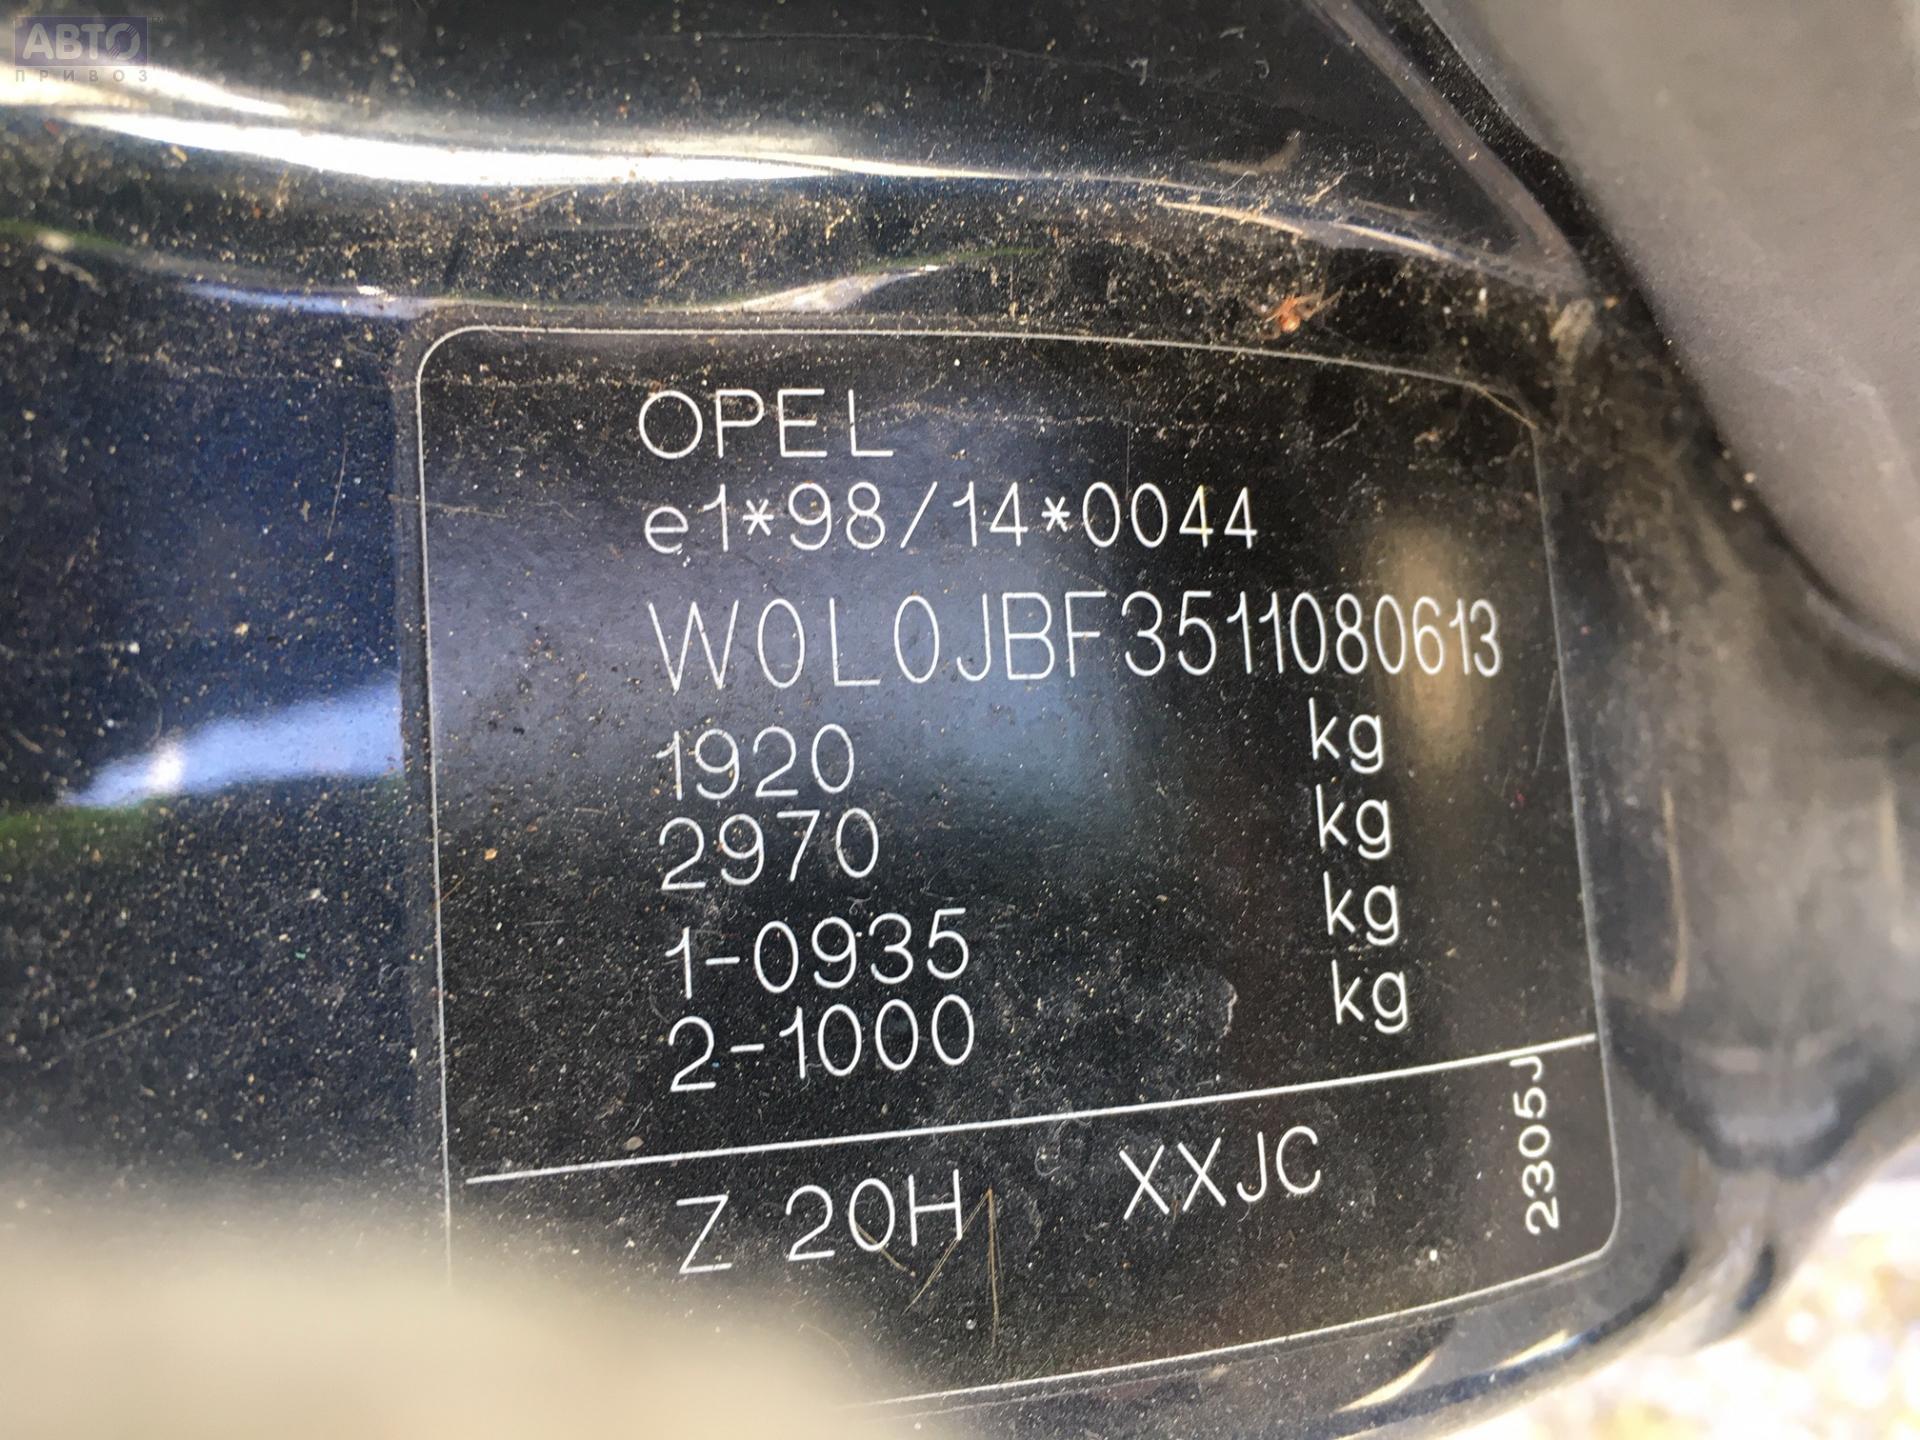 АВТО
ПРИВОЗ
OPEL
e1*98/14*0044
W0L0JBF3511080613
1920 kg
2970 kg
1-0935 kg
2-1000 kg
Z 20H XXJC
2305J